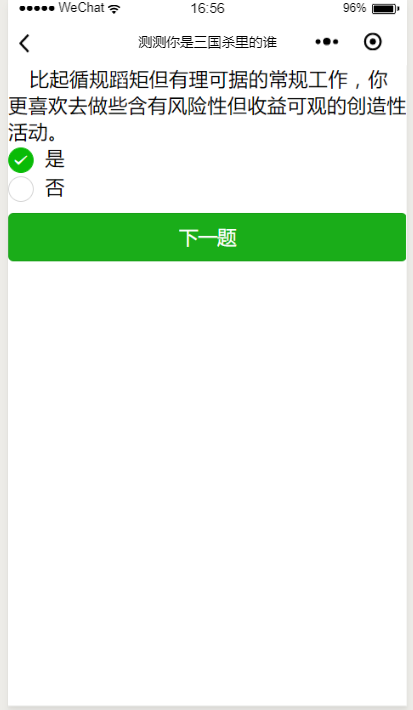 ●●●●● WeChat 16:56 96%
测测你是三国杀里的谁
比起循规蹈矩但有理可据的常规工作，你
更喜欢去做些含有风险性但收益可观的创造性
活动。
是
否
下一题